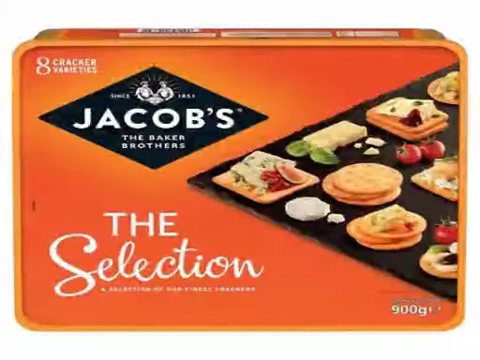 8 CRACKER
VARIETIES
SINCE 1851
JACOB'S
THE BAKER
BROTHERS
THE
Selection
A SELECTION OF OUR FINEST CRACKERS
900g e